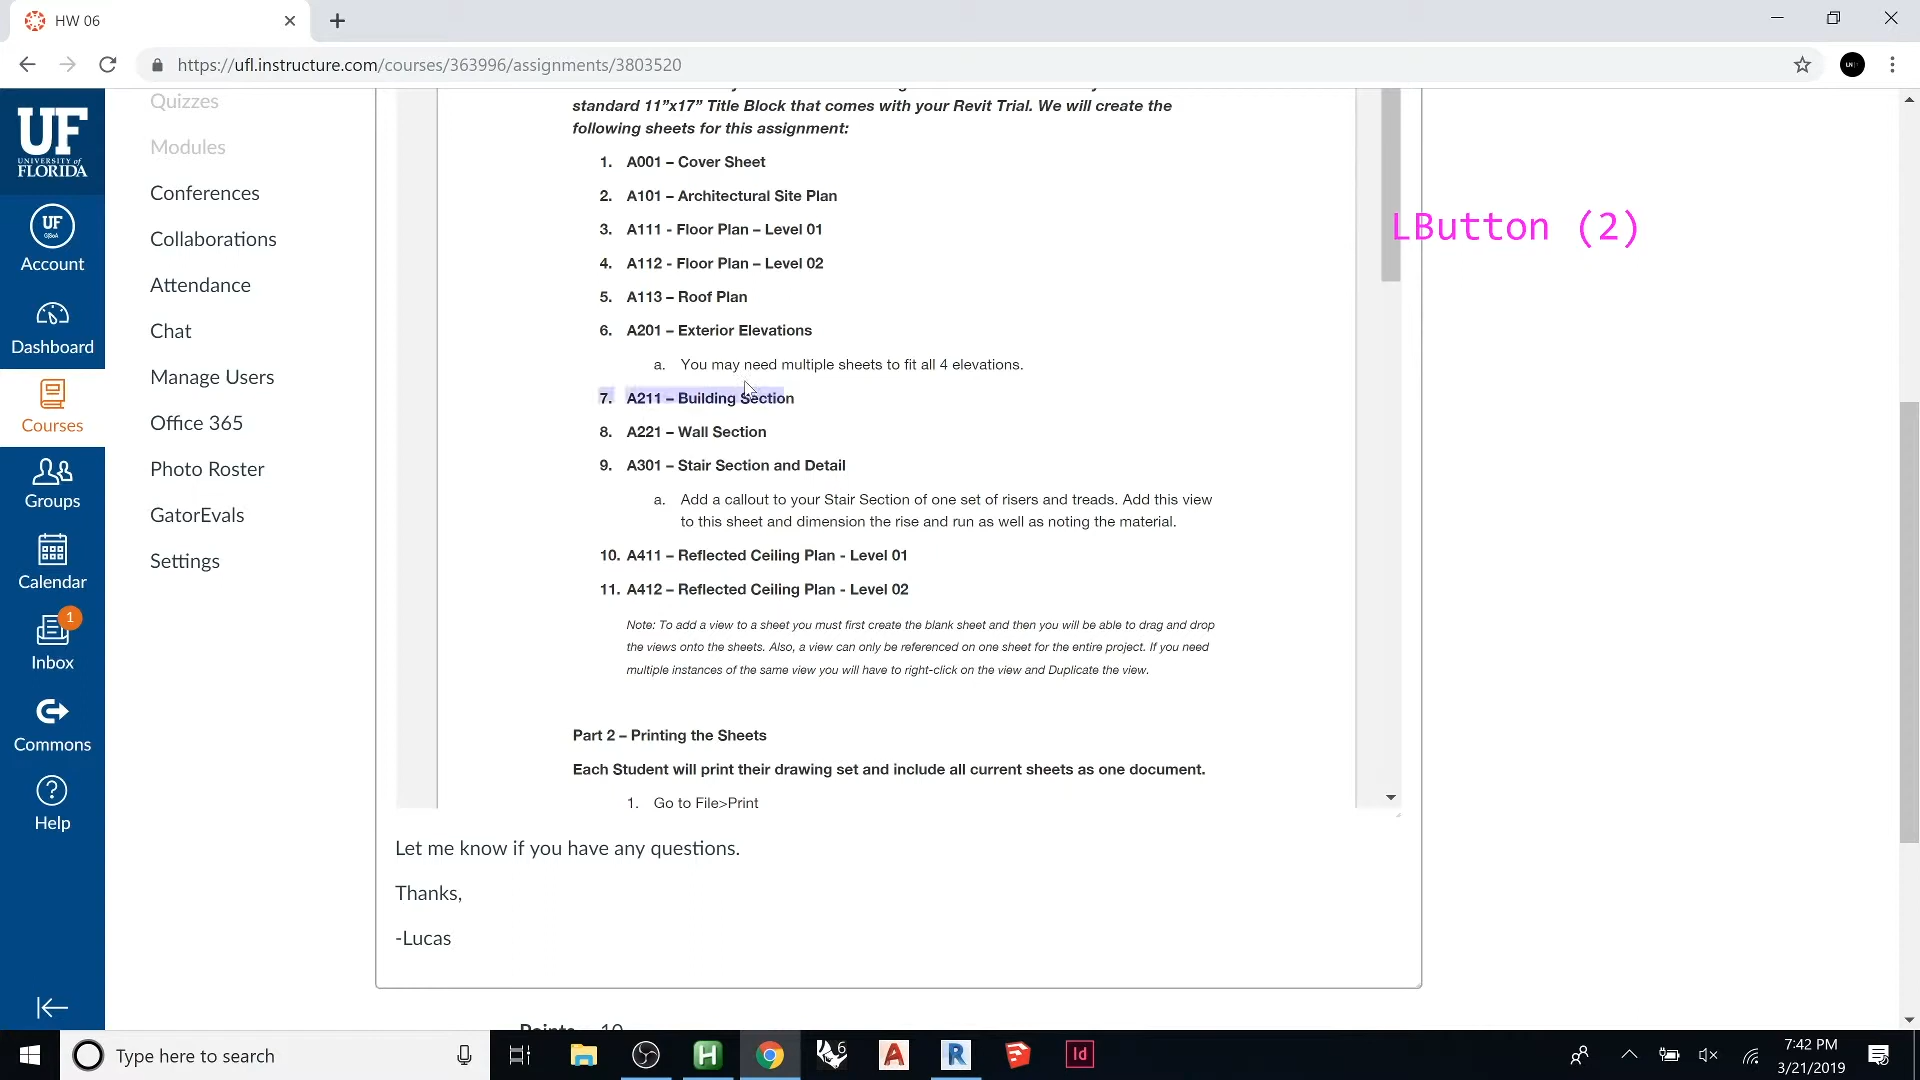 HW 06
https://ufl.instructure.com/courses/363996/assignments/3803520
UF
UNIVERSITY of
FLORIDA
UF
Account
Dashboard
Courses
Groups
Calendar
1
Inbox
Commons
Help
Quizzes
Modules
Conferences
Collaborations
Attendance
Chat
Manage Users
Office 365
Photo Roster
GatorEvals
Settings
standard 11”x17” Title Block that comes with your Revit Trial. We will create the
following sheets for this assignment:
1. A001 – Cover Sheet
2. A101 – Architectural Site Plan
3. A111 - Floor Plan – Level 01
4. A112 - Floor Plan – Level 02
5. A113 – Roof Plan
6. A201 – Exterior Elevations
a. You may need multiple sheets to fit all 4 elevations.
7. A211 – Building Section
8. A221 – Wall Section
9. A301 – Stair Section and Detail
a. Add a callout to your Stair Section of one set of risers and treads. Add this view
to this sheet and dimension the rise and run as well as noting the material.
10. A411 – Reflected Ceiling Plan - Level 01
11. A412 – Reflected Ceiling Plan - Level 02
Note: To add a view to a sheet you must first create the blank sheet and then you will be able to drag and drop
the views onto the sheets. Also, a view can only be referenced on one sheet for the entire project. If you need
multiple instances of the same view you will have to right-click on the view and Duplicate the view.
Part 2 – Printing the Sheets
Each Student will print their drawing set and include all current sheets as one document.
1. Go to File>Print
LButton (2)
Let me know if you have any questions.
Thanks,
-Lucas
Points 10
Type here to search
H
6
A
R
Id
7:42 PM
3/21/2019